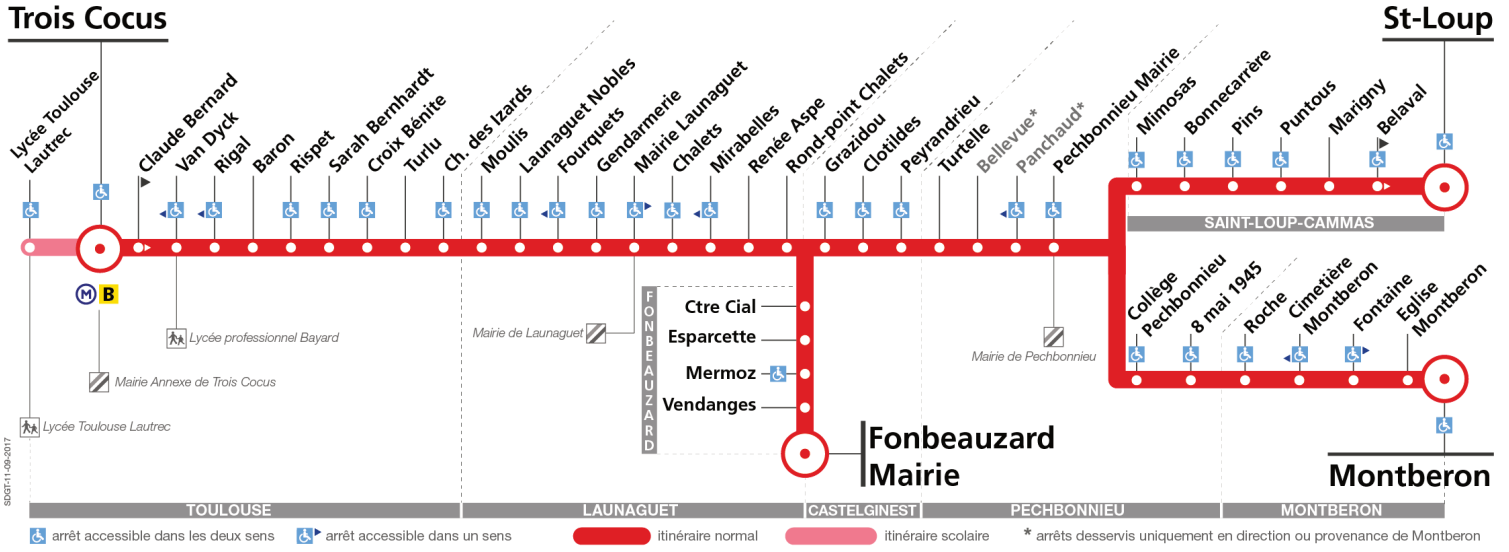 Trois Cocus
St-Loup
Lycée Toulouse
Lautrec
Claude Bernard
Van Dyck
Rigal
Baron
Rispet
Sarah Bernhardt
Croix Bénite
Turlu
Ch. des Izards
Moulis
Launaguet Nobles
Fourquets
Gendarmerie
Mairie Launaguet
Chalets
Mirabelles
Renée Aspe
Rond-point Chalets
Grazidou
Clotildes
Peyrandrieu
Turtelle
Bellevue*
Panchaud*
Pechbonnieu Mairie
Mimosas
Bonnecarrère
Pins
Puntous
Marigny
Belaval
SAINT-LOUP-CAMMAS
M B
Collège
Pechbonnieu
8 mai 1945
Roche
Cimetière
Montberon
Fontaine
Eglise
Montberon
FONBEAUZARD
Ctre Cial
Esparcette
Mermoz
Vendanges
Lycée professionnel Bayard
Mairie de Launaguet
Mairie de Pechbonnieu
Mairie Annexe de Trois Cocus
Lycée Toulouse Lautrec
Fonbeauzard
Mairie
Montberon
SDGT-11-09-2017
TOULOUSE
LAUNAGUET
CASTELGINEST
PECHBONNIEU
MONTBERON
arrêt accessible dans les deux sens
arrêt accessible dans un sens
itinéraire normal
itinéraire scolaire
* arrêts desservis uniquement en direction ou provenance de Montberon